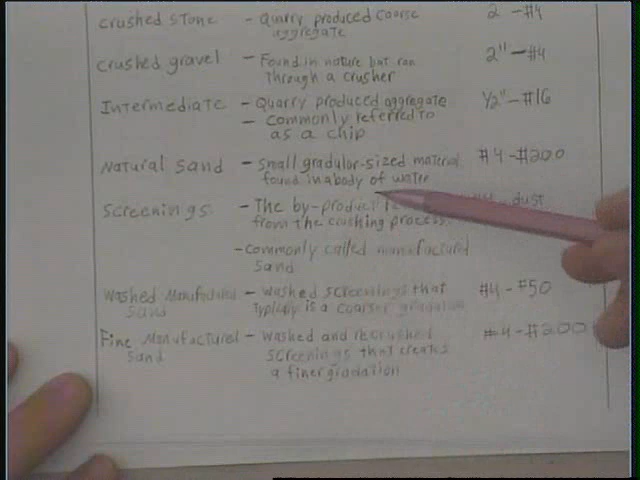 crushed stone - Quarry produced coarse 2 - #4
aggregate
crushed gravel - Found in nature but ran 2" - #4
through a crusher
Intermediate - Quarry produced aggregate 1/2" - #16
- commonly referred to
as a chip
Natural sand - small gradulor-sized material #4 - #200
found in a body of water
Screenings - The by-product - dust
from the crushing process.
- commonly called manufactured
sand
Washed Manufactured - washed screenings that #4 - #50
sand typically is a coarser gradation
Fine Manufactured - washed and recrushed #4 - #200
sand screenings that creates
a finer gradation